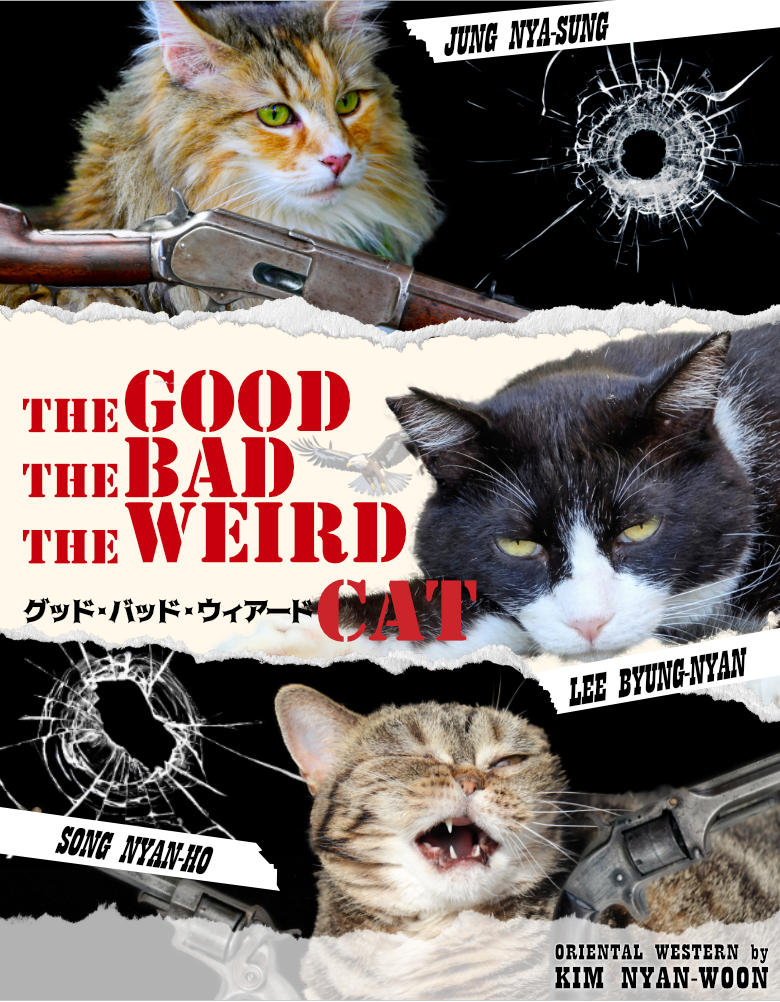 JUNG NYA-SUNG
THE GOOD
THE BAD
THE WEIRD
グッド・バッド・ウィアード CAT
LEE BYUNG-NYAN
SONG NYAN-HO
ORIENTAL WESTERN by
KIM NYAN-WOON